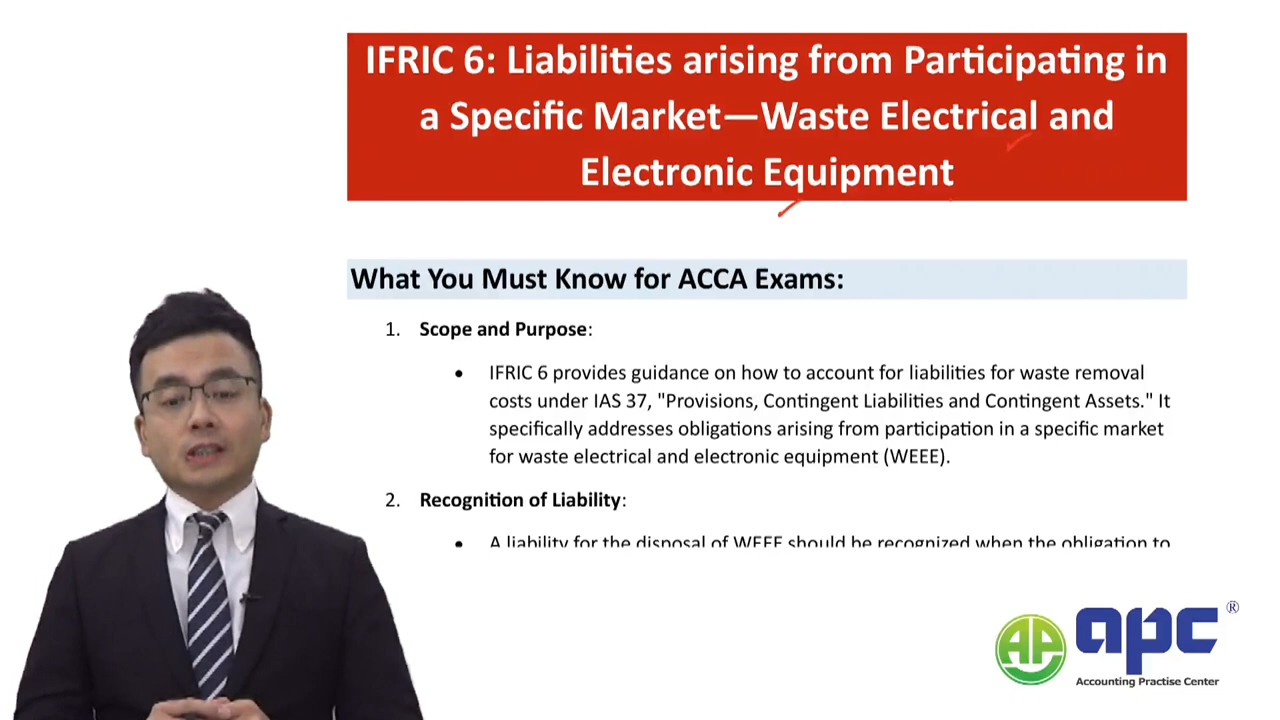 IFRIC 6: Liabilities arising from Participating in
a Specific Market—Waste Electrical and
Electronic Equipment
What You Must Know for ACCA Exams:
1. Scope and Purpose:
• IFRIC 6 provides guidance on how to account for liabilities for waste removal
costs under IAS 37, "Provisions, Contingent Liabilities and Contingent Assets." It
specifically addresses obligations arising from participation in a specific market
for waste electrical and electronic equipment (WEEE).
2. Recognition of Liability:
• A liability for the disposal of WEEE should be recognized when the obligation to
AP apc ®
Accounting Practise Center